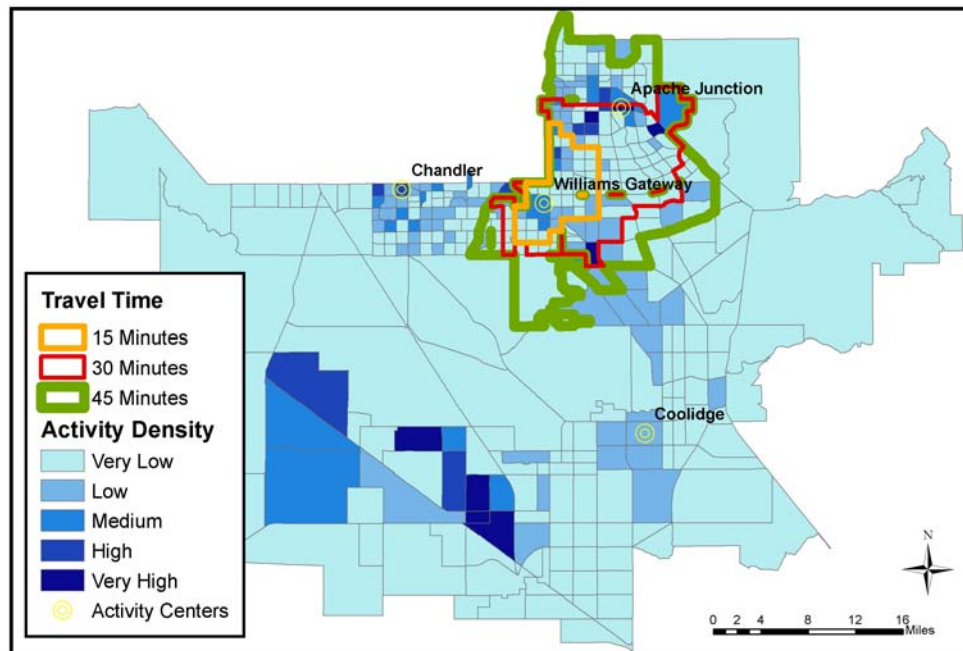 Apache Junction
Chandler
Williams Gateway
Travel Time
15 Minutes
30 Minutes
45 Minutes
Activity Density
Very Low
Low
Medium
High
Very High
Activity Centers
Coolidge
N
0 2 4 8 12 16
Miles